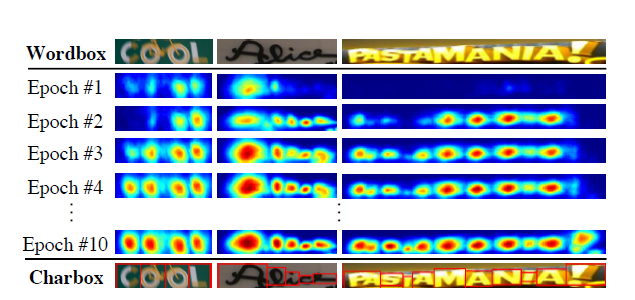 Wordbox COOL Alice PASTAMANIA!
Epoch #1
Epoch #2
Epoch #3
Epoch #4
Epoch #10
Charbox COOL Alice PASTAMANIA!